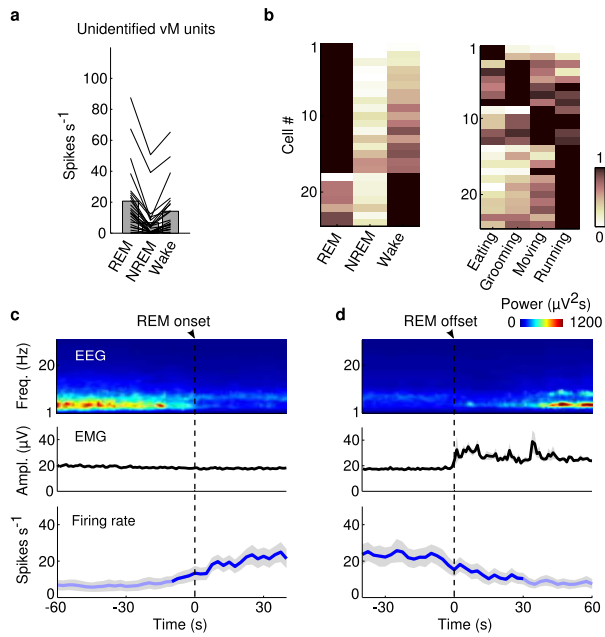 a
Unidentified vM units
Spikes s⁻¹
100
80
60
40
20
0
REM
NREM
Wake
b
Cell #
1
10
20
REM
NREM
Wake
1
10
20
Eating
Grooming
Moving
Running
1
0
c
REM onset
EEG
Freq. (Hz)
20
1
EMG
Ampl. (µV)
40
20
0
Firing rate
Spikes s⁻¹
40
20
0
-60
-30
0
30
Time (s)
d
REM offset
Power (µV²s)
0
1200
20
1
40
20
0
40
20
0
-30
0
30
60
Time (s)